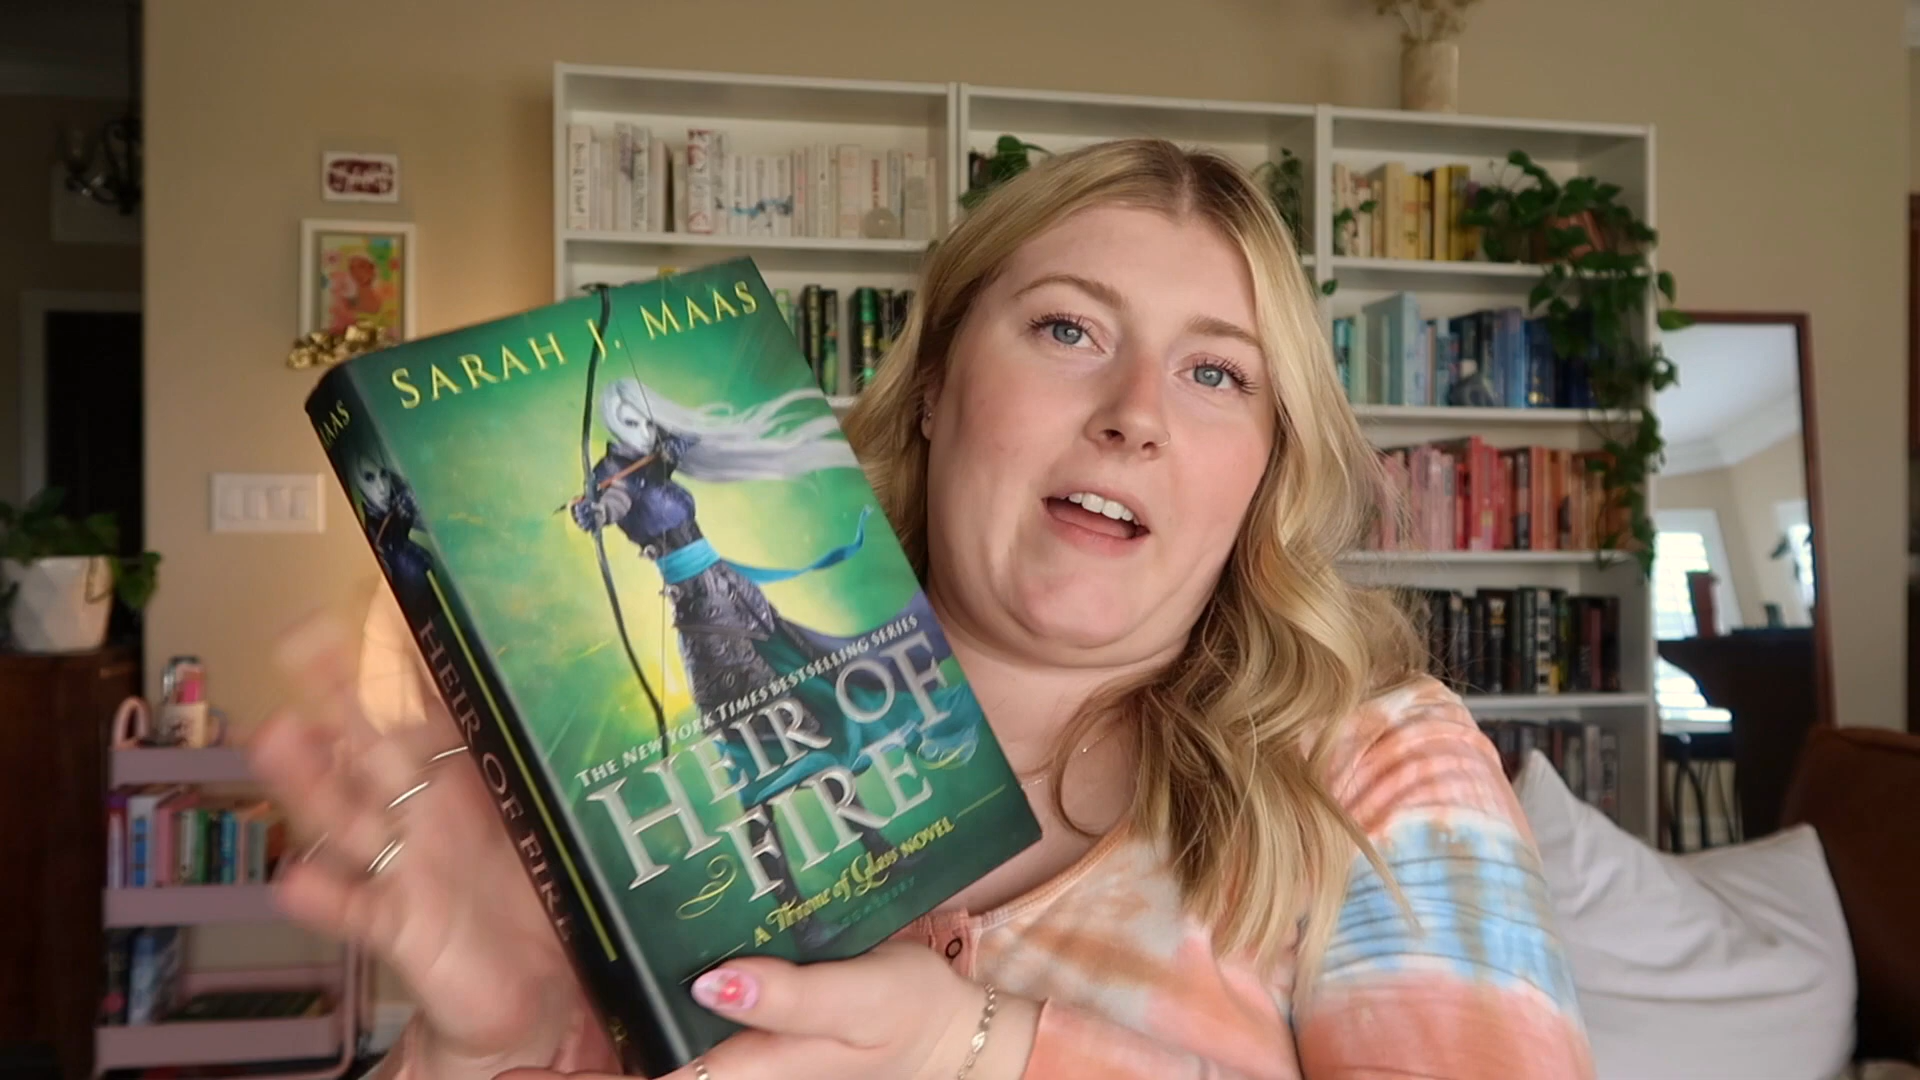 SARAH J. MAAS
THE NEW YORK TIMES BESTSELLING SERIES
HEIR OF
FIRE
A Throne of Glass NOVEL
MAAS
HEIR OF FIRE